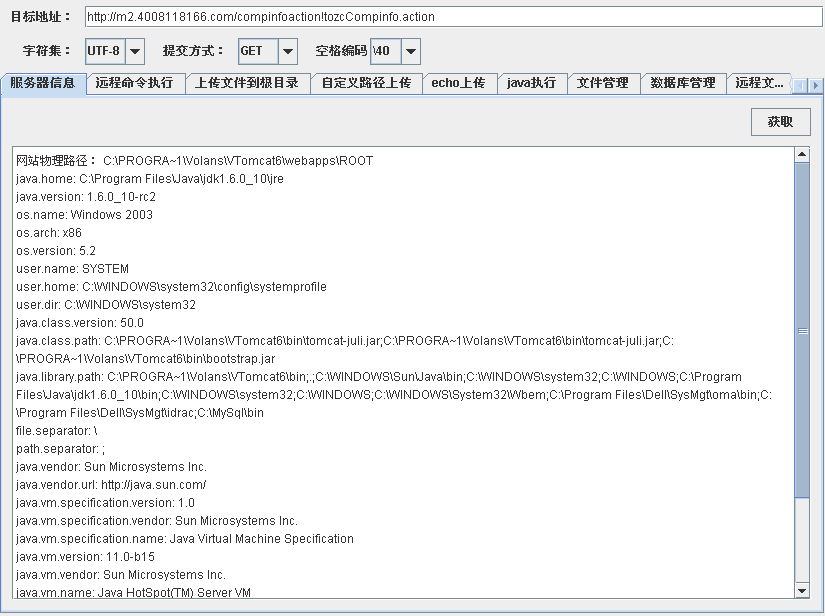 目标地址： http://m2.4008118166.com/compinfoaction!tozcCompinfo.action
字符集： UTF-8 提交方式： GET 空格编码 \40
服务器信息 远程命令执行 上传文件到根目录 自定义路径上传 echo上传 java执行 文件管理 数据库管理 远程文...
获取
网站物理路径： C:\PROGRA~1\Volans\VTomcat6\webapps\ROOT
java.home: C:\Program Files\Java\jdk1.6.0_10\jre
java.version: 1.6.0_10-rc2
os.name: Windows 2003
os.arch: x86
os.version: 5.2
user.name: SYSTEM
user.home: C:\WINDOWS\system32\config\systemprofile
user.dir: C:\WINDOWS\system32
java.class.version: 50.0
java.class.path: C:\PROGRA~1\Volans\VTomcat6\bin\tomcat-juli.jar;C:\PROGRA~1\Volans\VTomcat6\bin\tomcat-juli.jar;C:
\PROGRA~1\Volans\VTomcat6\bin\bootstrap.jar
java.library.path: C:\PROGRA~1\Volans\VTomcat6\bin;.;C:\WINDOWS\Sun\Java\bin;C:\WINDOWS\system32;C:\WINDOWS;C:\Program
Files\Java\jdk1.6.0_10\bin;C:\WINDOWS\system32;C:\WINDOWS;C:\WINDOWS\System32\Wbem;C:\Program Files\Dell\SysMgt\oma\bin;C:
\Program Files\Dell\SysMgt\idrac;C:\MySql\bin
file.separator: \
path.separator: ;
java.vendor: Sun Microsystems Inc.
java.vendor.url: http://java.sun.com/
java.vm.specification.version: 1.0
java.vm.specification.vendor: Sun Microsystems Inc.
java.vm.specification.name: Java Virtual Machine Specification
java.vm.version: 11.0-b15
java.vm.vendor: Sun Microsystems Inc.
java.vm.name: Java HotSpot(TM) Server VM